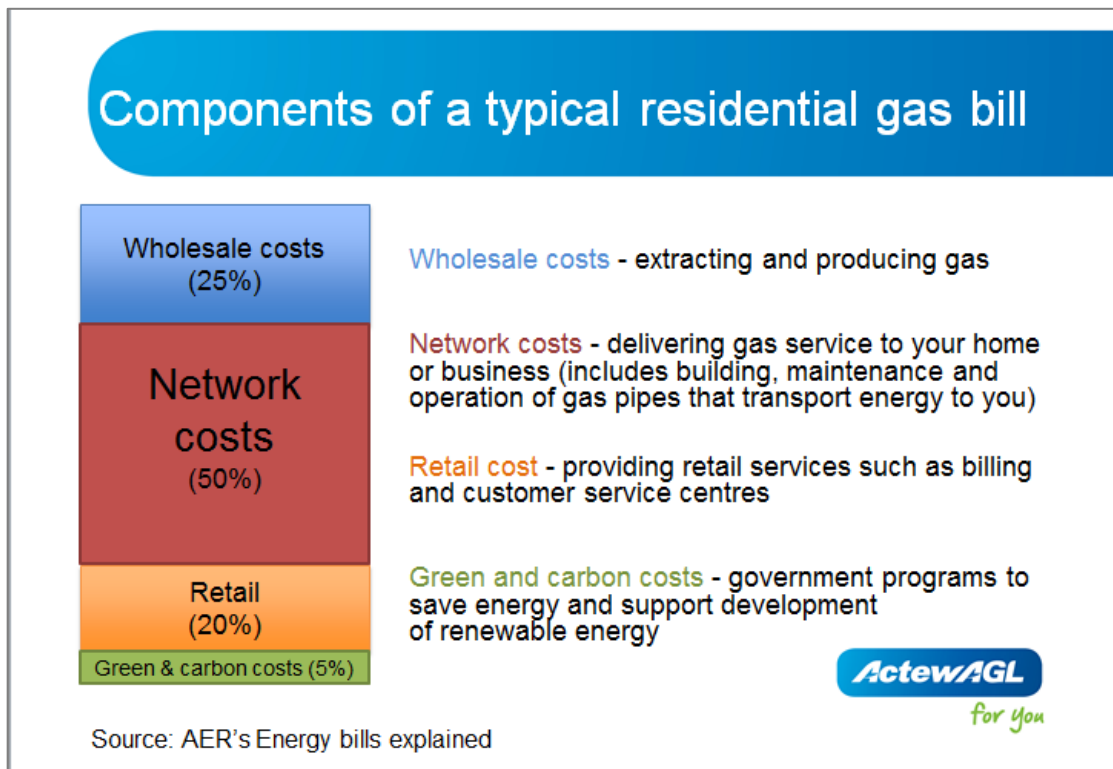 Components of a typical residential gas bill
Wholesale costs
(25%)
Network
costs
(50%)
Retail
(20%)
Green & carbon costs (5%)
Wholesale costs - extracting and producing gas
Network costs - delivering gas service to your home
or business (includes building, maintenance and
operation of gas pipes that transport energy to you)
Retail cost - providing retail services such as billing
and customer service centres
Green and carbon costs - government programs to
save energy and support development
of renewable energy
ActewAGL
for you
Source: AER's Energy bills explained